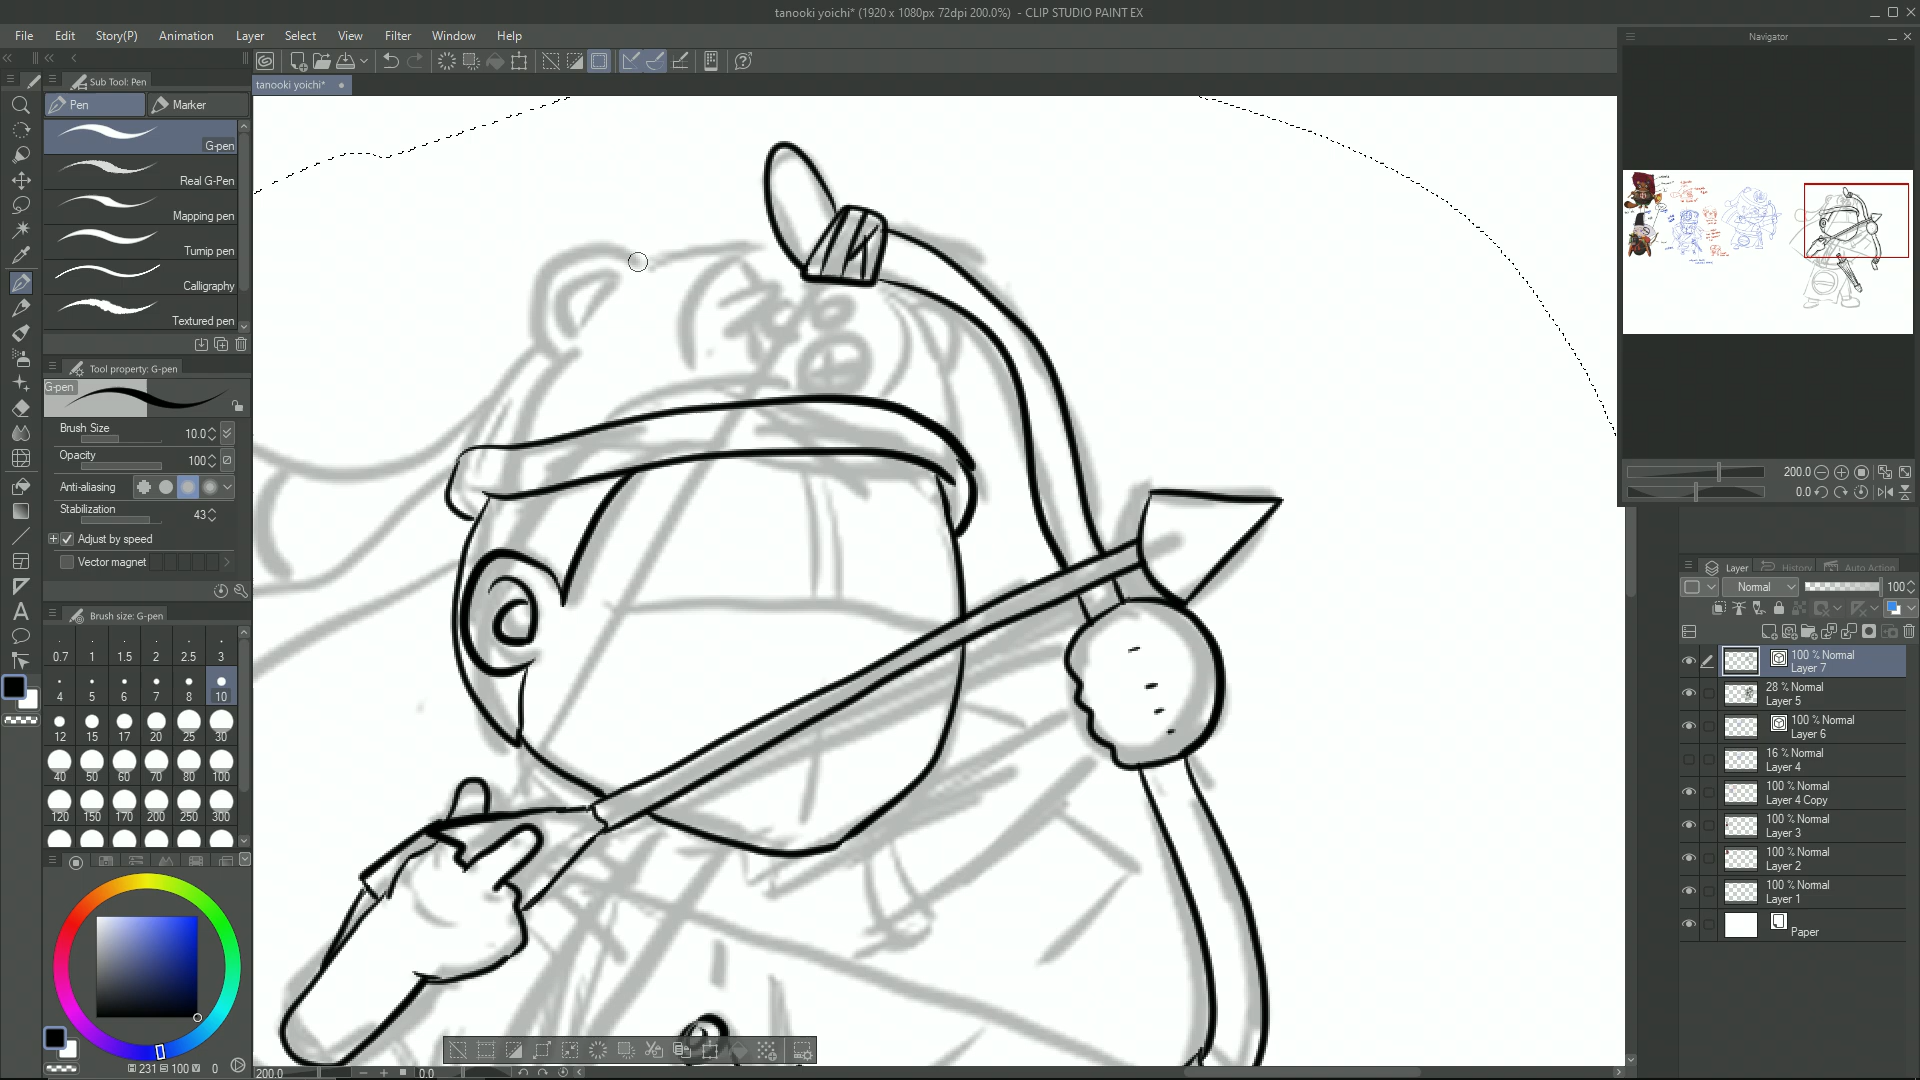 tanooki yoichi* (1920 x 1080px 72dpi 200.0%) - CLIP STUDIO PAINT EX
File Edit Story(P) Animation Layer Select View Filter Window Help
Navigator
Sub Tool: Pen
tanooki yoichi*
Pen Marker
G-pen
Real G-Pen
Mapping pen
Turnip pen
Calligraphy
Textured pen
Tool property: G-pen
G-pen
Brush Size 10.0
Opacity 100
Anti-aliasing
Stabilization 43
Adjust by speed
Vector magnet
Brush size: G-pen
0.7 1 1.5 2 2.5 3
4 5 6 7 8 10
12 15 17 20 25 30
40 50 60 70 80 100
120 150 170 200 250 300
231 100 0
200.0 0.0
200.0
0.0
Layer History Auto Action
Normal 100
100 % Normal
Layer 7
28 % Normal
Layer 5
100 % Normal
Layer 6
16 % Normal
Layer 4
100 % Normal
Layer 4 Copy
100 % Normal
Layer 3
100 % Normal
Layer 2
100 % Normal
Layer 1
Paper